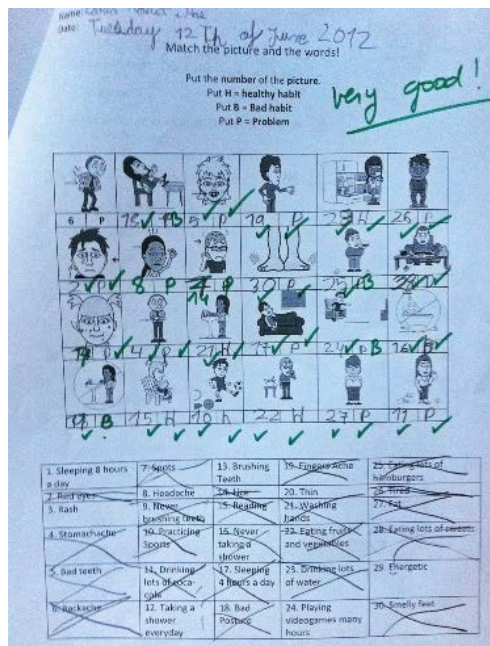 Name:
Date: Tuesday 12Th of June 2012
Match the picture and the words!
Put the number of the picture.
Put H = healthy habit
Put B = Bad habit
Put P = Problem
very good!
6 P 18 B 5 P 19 P 23 H 26 P
2 P 8 P 14 P 30 P 25 B 28
P 4 P 21 H 17 P 24 B 16
9 B 15 H 10 h 22 H 27 P 11 P
1. Sleeping 8 hours a day
2. Red eyes
3. Rash
4. Stomachache
5. Bad teeth
6. Backache
7. Spots
8. Headache
9. Never brushing teeth
10. Practicing Sports
11. Drinking lots of coca-cola
12. Taking a shower everyday
13. Brushing Teeth
14. Lice
15. Reading
16. Never taking a shower
17. Sleeping 4 hours a day
18. Bad Posture
19. Fingers Ache
20. Thin
21. Washing hands
22. Eating fruits and vegetables
23. Drinking lots of water
24. Playing videogames many hours
25. Eating lots of hamburgers
26. Tired
27. Fat
28. Eating lots of sweets
29. Energetic
30. Smelly feet